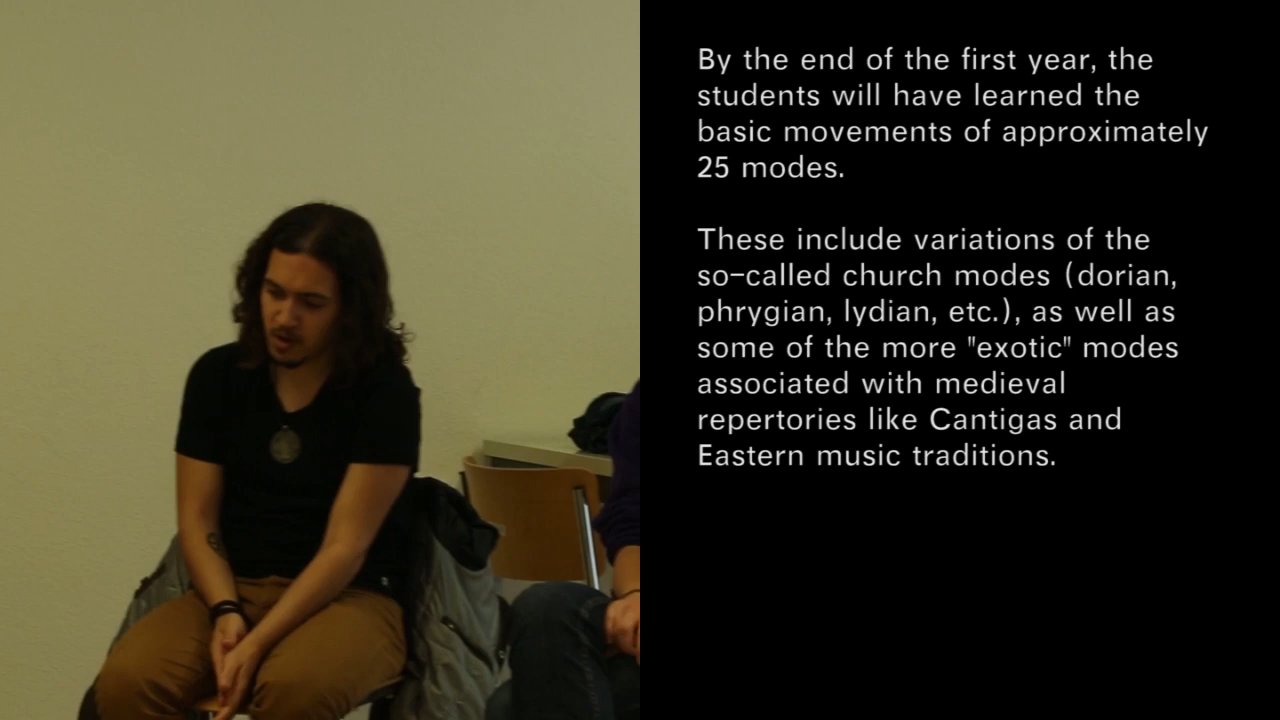 By the end of the first year, the
students will have learned the
basic movements of approximately
25 modes.
These include variations of the
so-called church modes (dorian,
phrygian, lydian, etc.), as well as
some of the more "exotic" modes
associated with medieval
repertories like Cantigas and
Eastern music traditions.